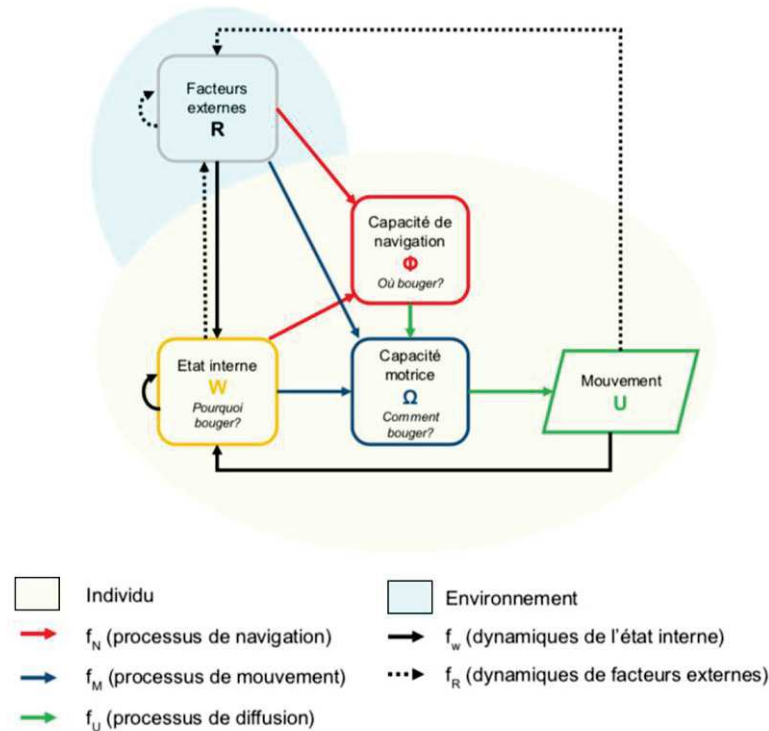 Facteurs
externes
R
Capacité de
navigation
Φ
Où bouger?
Etat interne
W
Pourquoi
bouger?
Capacité
motrice
Ω
Comment
bouger?
Mouvement
U
Individu
Environnement
f_N (processus de navigation)
f_w (dynamiques de l'état interne)
f_M (processus de mouvement)
f_R (dynamiques de facteurs externes)
f_U (processus de diffusion)